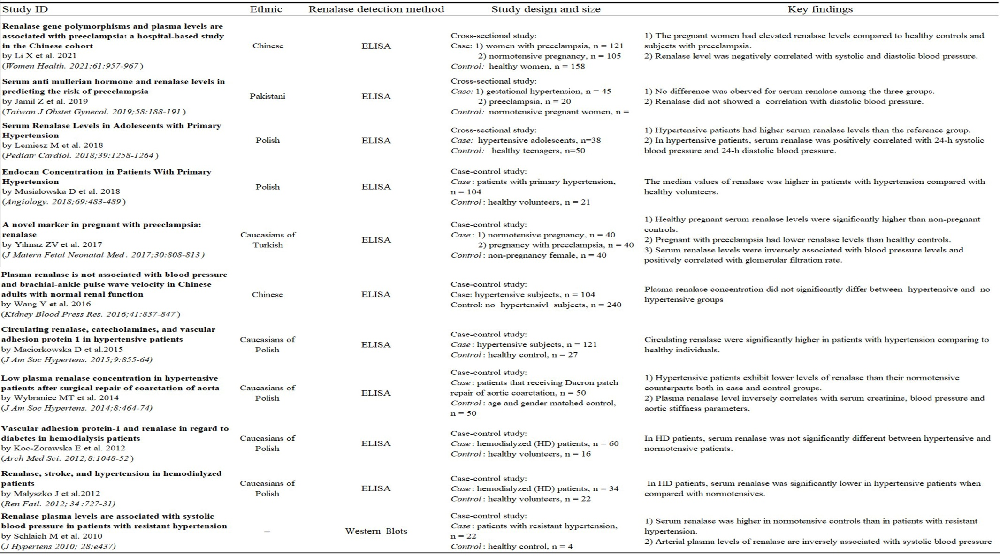 Study ID Ethnic Renalase detection method Study design and size Key findings
Renalase gene polymorphisms and plasma levels are
associated with preeclampsia: a hospital-based study
in the Chinese cohort
by Li X et al. 2021
(Women Health. 2021;61:957-967 )
Chinese
ELISA
Cross-sectional study:
Case: 1) women with preeclampsia, n = 121
2) normotensive pregnancy, n = 105
Control: healthy women, n = 158
1) The pregnant women had elevated renalase levels compared to healthy controls and
subjects with preeclampsia.
2) Renalase level was negatively correlated with systolic and diastolic blood pressure.
Serum anti mullerian hormone and renalase levels in
predicting the risk of preeclampsia
by Jamil Z et al. 2019
(Taiwan J Obstet Gynecol. 2019;58:188-191 )
Pakistani
ELISA
Cross-sectional study:
Case: 1) gestational hypertension, n = 45
2) preeclampsia, n = 20
Control: normotensive pregnant women, n =
1) No difference was oberved for serum renalase among the three groups.
2) Renalase did not showed a correlation with diastolic blood pressure.
Serum Renalase Levels in Adolescents with Primary
Hypertension
by Lemiesz M et al. 2018
(Pediatr Cardiol. 2018;39:1258-1264 )
Polish
ELISA
Cross-sectional study:
Case: hypertensive adolescents, n=38
Control: healthy teenagers, n=50
1) Hypertensive patients had higher serum renalase levels than the reference group.
2) In hypertensive patients, serum renalase was positively correlated with 24-h systolic
blood pressure and 24-h diastolic blood pressure.
Endocan Concentration in Patients With Primary
Hypertension
by Musialowska D et al. 2018
(Angiology. 2018;69:483-489 )
Polish
ELISA
Case-control study:
Case : patients with primary hypertension,
n = 104
Control : healthy volunteers, n = 21
The median values of renalase was higher in patients with hypertension compared with
healthy volunteers.
A novel marker in pregnant with preeclampsia:
renalase
by Yılmaz ZV et al. 2017
(J Matern Fetal Neonatal Med . 2017;30:808-813 )
Caucasians of
Turkish
ELISA
Case-control study:
Case : 1) normotensive pregnancy, n = 40
2) pregnancy with preeclampsia, n = 40
Control : non-pregnancy female, n = 40
1) Healthy pregnant serum renalase levels were significantly higher than non-pregnant
controls.
2) Pregnant with preeclampsia had lower renalase levels than healthy controls.
3) Serum renalase levels were inversely associated with blood pressure levels and
positively correlated with glomerular filtration rate.
Plasma renalase is not associated with blood pressure
and brachial-ankle pulse wave velocity in Chinese
adults with normal renal function
by Wang Y et al. 2016
(Kidney Blood Press Res. 2016;41:837-847 )
Chinese
ELISA
Case-control study:
Case: hypertensive subjects, n = 104
Control: no hypertensivl subjects, n = 240
Plasma renalase concentration did not significantly differ between hypertensive and no
hypertensive groups
Circulating renalase, catecholamines, and vascular
adhesion protein 1 in hypertensive patients
by Maciorkowska D et al.2015
(J Am Soc Hypertens. 2015;9:855-64)
Caucasians of
Polish
ELISA
Case-control study:
Case : hypertensive subjects, n = 121
Control : healthy control, n = 27
Circulating renalase were significantly higher in patients with hypertension comparing to
healthy individuals.
Low plasma renalase concentration in hypertensive
patients after surgical repair of coarctation of aorta
by Wybraniec MT et al. 2014
(J Am Soc Hypertens. 2014;8:464-74)
Caucasians of
Polish
ELISA
Case-control study:
Case : patients that receiving Dacron patch
repair of aortic coarctation, n = 50
Control : age and gender matched control,
n = 50
1) Hypertensive patients exhibit lower levels of renalase than their normotensive
counterparts both in case and control groups.
2) Plasma renalase level inversely correlates with serum creatinine, blood pressure and
aortic stiffness parameters.
Vascular adhesion protein-1 and renalase in regard to
diabetes in hemodialysis patients
by Koc-Zorawska E et al. 2012
(Arch Med Sci. 2012;8:1048-52 )
Caucasians of
Polish
ELISA
Case-control study:
Case : hemodialyzed (HD) patients, n = 60
Control : healthy volunteers, n = 16
In HD patients, serum renalase was not significantly different between hypertensive and
normotensive patients.
Renalase, stroke, and hypertension in hemodialyzed
patients
by Malyszko J et al.2012
(Ren Fail. 2012; 34 :727-31)
Caucasians of
Polish
ELISA
Case-control study:
Case : hemodialyzed (HD) patients, n = 34
Control : healthy volunteers, n = 22
In HD patients, serum renalase was significantly lower in hypertensive patients when
compared with normotensives.
Renalase plasma levels are associated with systolic
blood pressure in patients with resistant hypertension
by Schlaich M et al. 2010
(J Hypertens 2010; 28:e437)
–
Western Blots
Case-control study:
Case : patients with resistant hypertension,
n = 22
Control : healthy control, n = 4
1) Serum renalase was higher in normotensive controls than in patients with resistant
hypertension.
2) Arterial plasma levels of renalase are inversely associated with systolic blood pressure